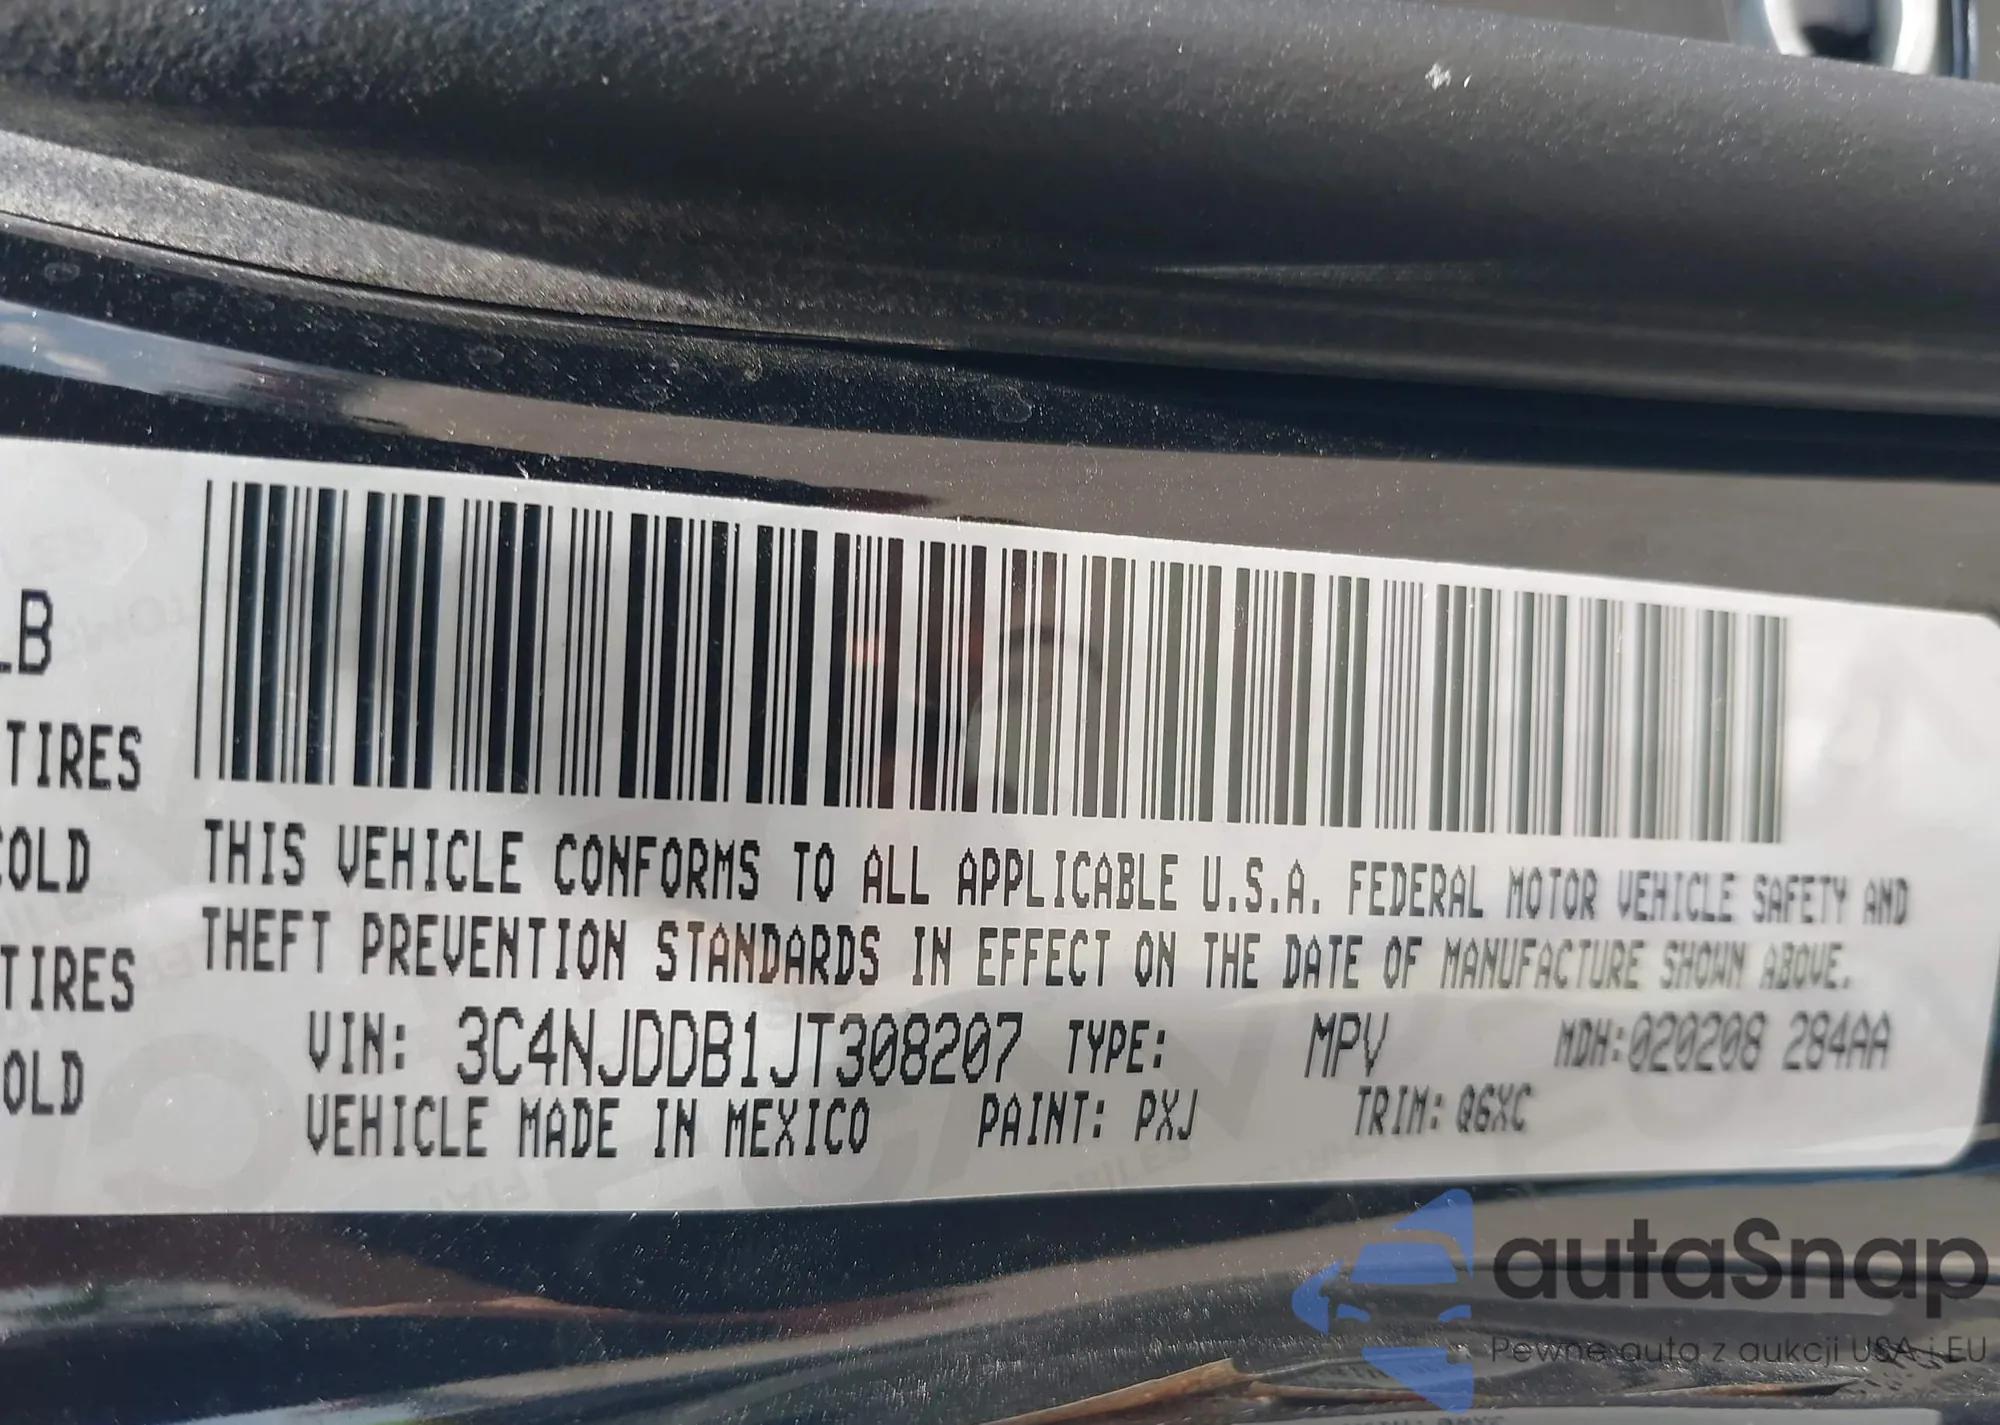 LB
TIRES
COLD
TIRES
OLD
THIS VEHICLE CONFORMS TO ALL APPLICABLE U.S.A. FEDERAL MOTOR VEHICLE SAFETY AND
THEFT PREVENTION STANDARDS IN EFFECT ON THE DATE OF MANUFACTURE SHOWN ABOVE.
VIN: 3C4NJDDB1JT308207 TYPE: MPV MDH:020208 284AA
VEHICLE MADE IN MEXICO PAINT: PXJ TRIM: Q6XC
autaSnap
Pewne auta z aukcji USA i EU